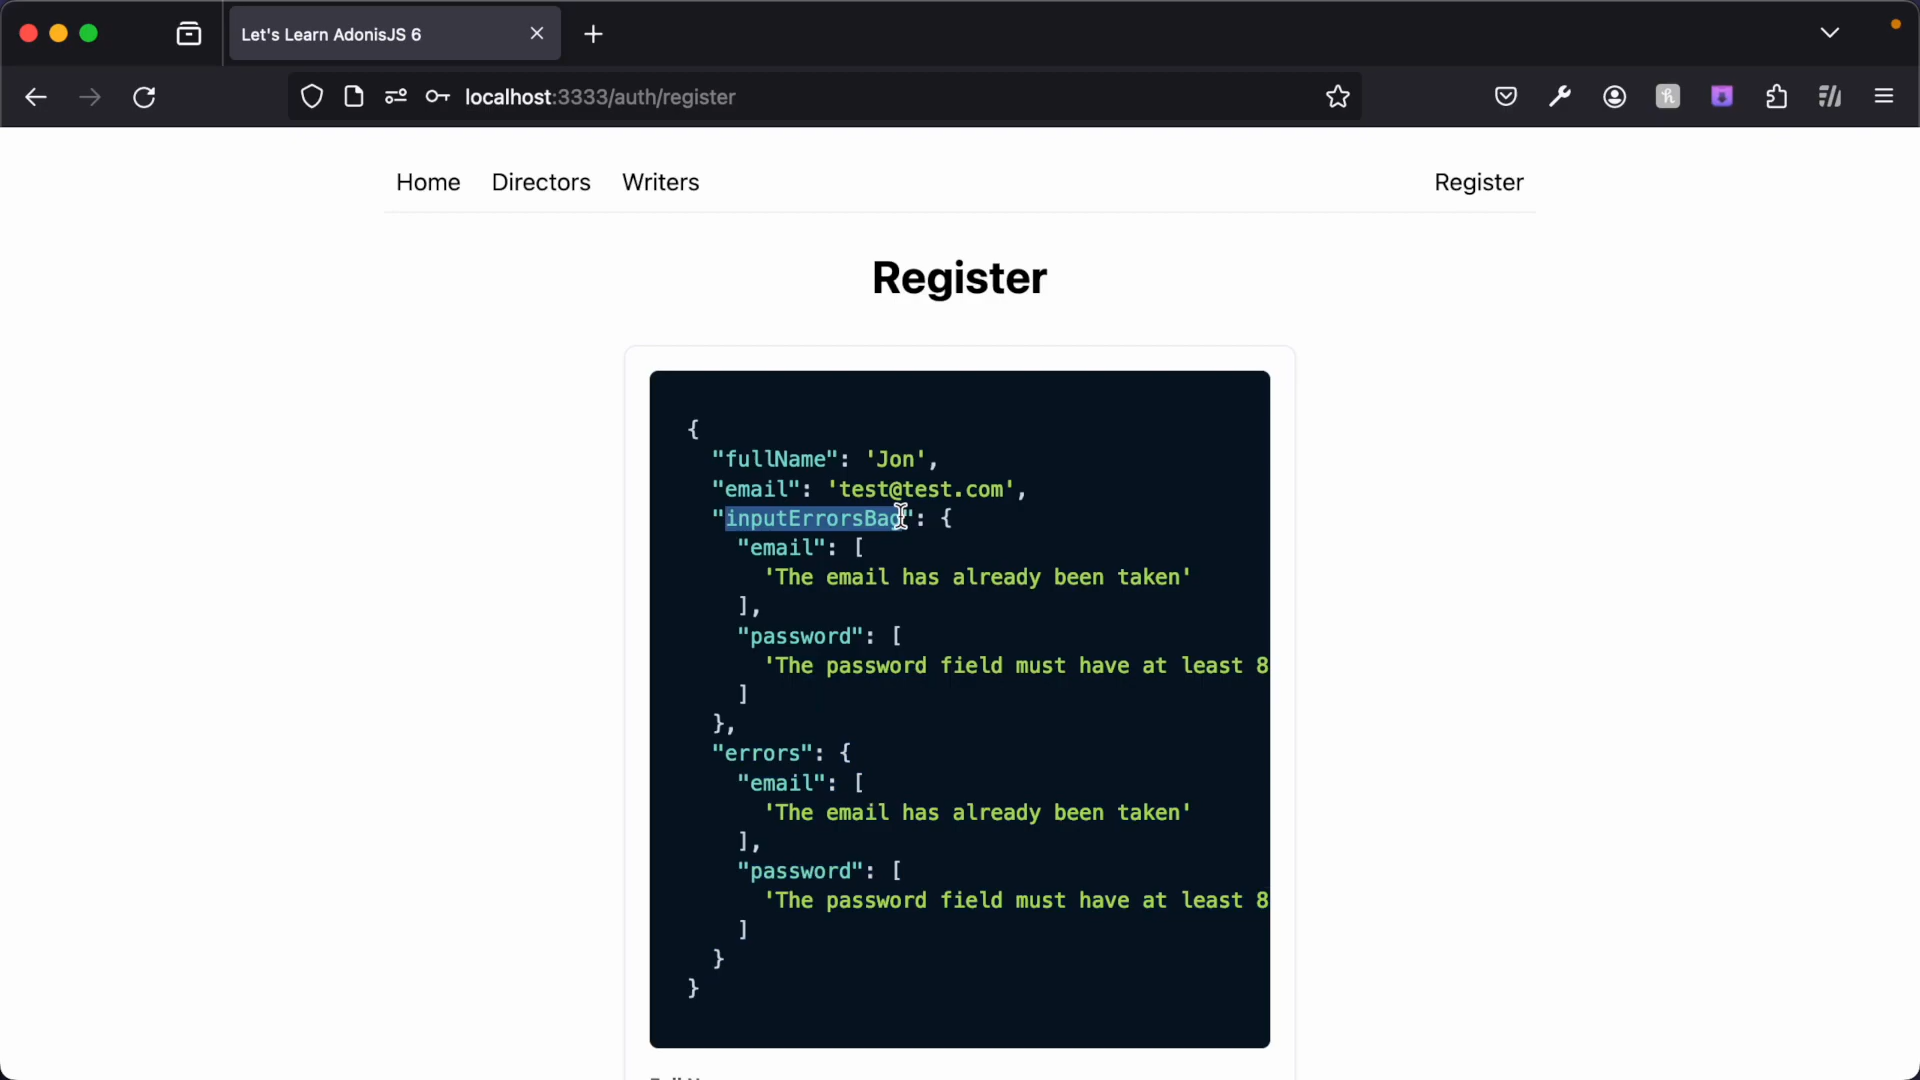 Let's Learn AdonisJS 6
localhost:3333/auth/register
Home Directors Writers Register
Register
{
"fullName": 'Jon',
"email": 'test@test.com',
"inputErrorsBag": {
"email": [
'The email has already been taken'
],
"password": [
'The password field must have at least 8
]
},
"errors": {
"email": [
'The email has already been taken'
],
"password": [
'The password field must have at least 8
]
}
}